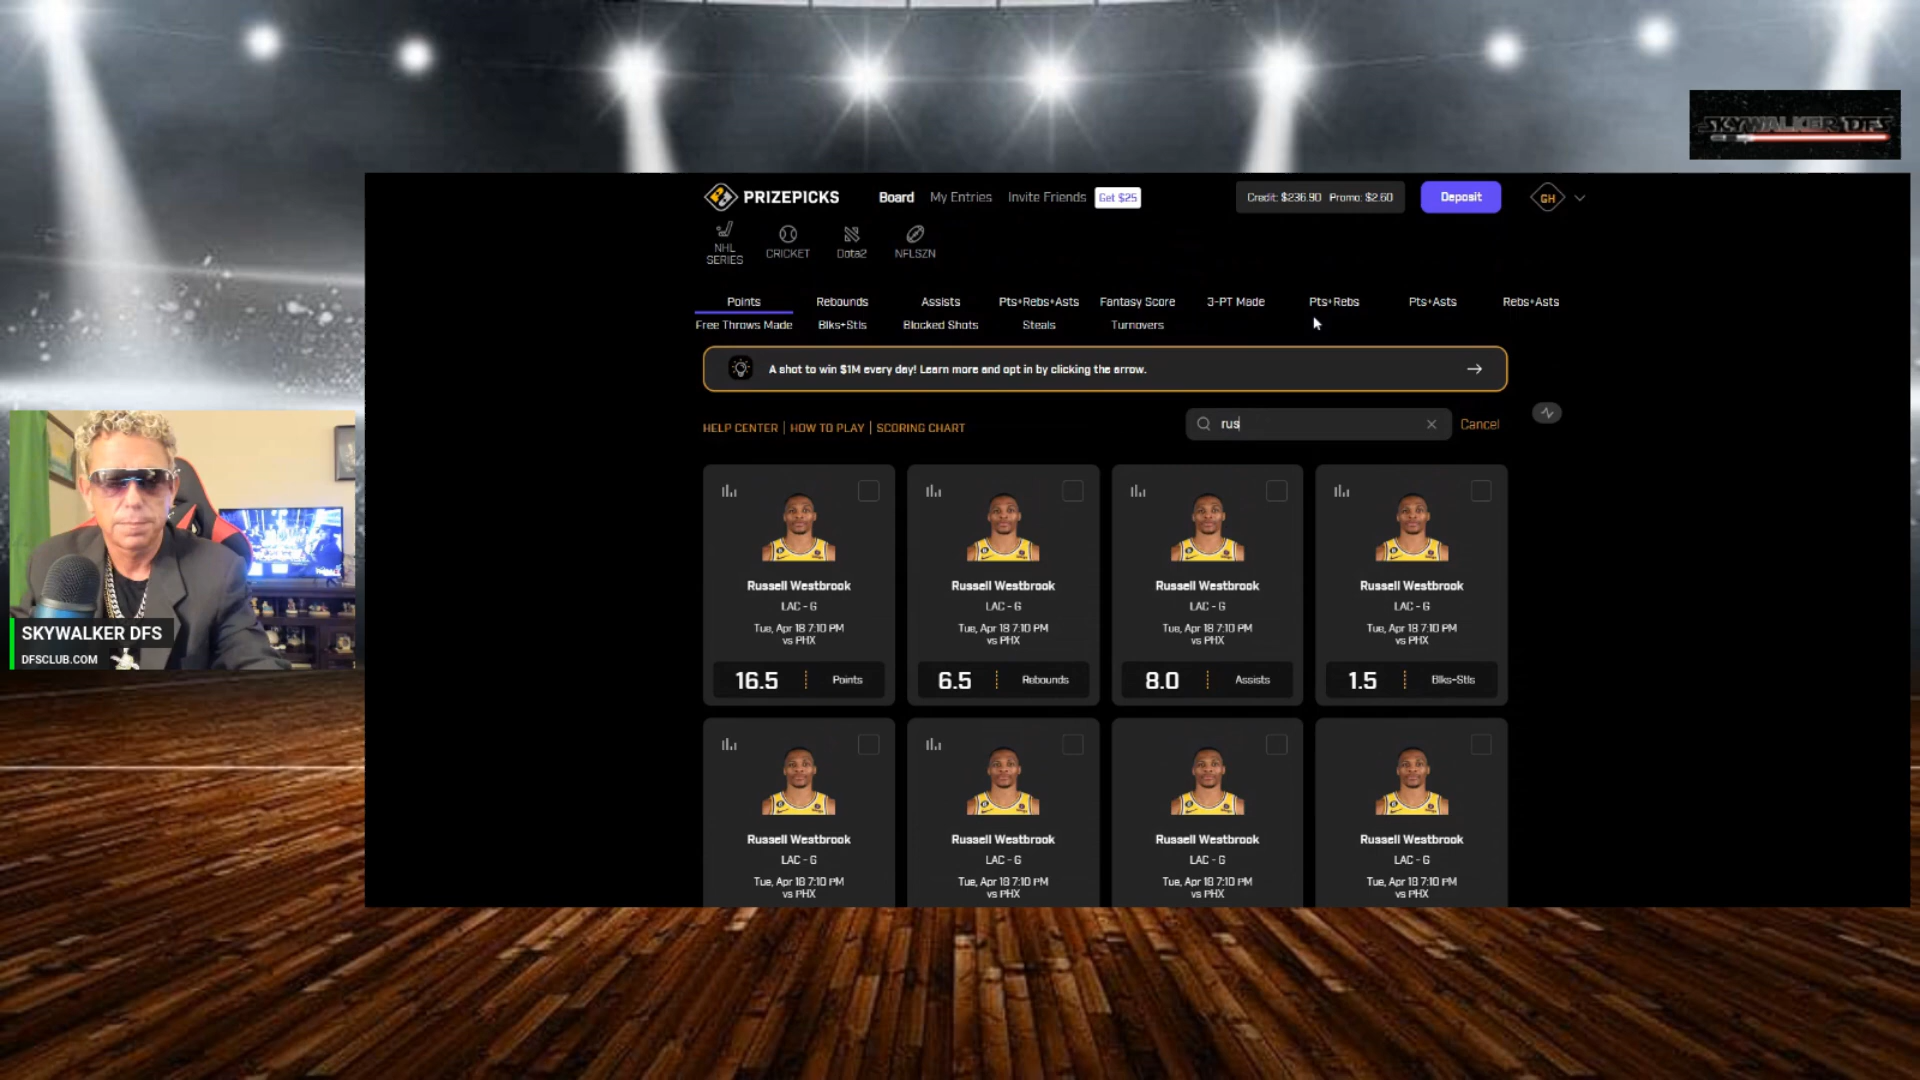 SKYWALKER DFS
PRIZEPICKS
Board
My Entries
Invite Friends
Get $25
Credit: $236.90 Promo: $2.60
Deposit
GH
NHL
SERIES
CRICKET
Dota2
NFLSZN
Points
Rebounds
Assists
Pts+Rebs+Asts
Fantasy Score
3-PT Made
Pts+Rebs
Pts+Asts
Rebs+Asts
Free Throws Made
Blks+Stls
Blocked Shots
Steals
Turnovers
A shot to win $1M every day! Learn more and opt in by clicking the arrow.
HELP CENTER | HOW TO PLAY | SCORING CHART
rus
Cancel
Russell Westbrook
LAC - G
Tue, Apr 18 7:10 PM
vs PHX
16.5
Points
Russell Westbrook
LAC - G
Tue, Apr 18 7:10 PM
vs PHX
6.5
Rebounds
Russell Westbrook
LAC - G
Tue, Apr 18 7:10 PM
vs PHX
8.0
Assists
Russell Westbrook
LAC - G
Tue, Apr 18 7:10 PM
vs PHX
1.5
Blks+Stls
SKYWALKER DFS
DFSCLUB.COM
Russell Westbrook
LAC - G
Tue, Apr 18 7:10 PM
vs PHX
Russell Westbrook
LAC - G
Tue, Apr 18 7:10 PM
vs PHX
Russell Westbrook
LAC - G
Tue, Apr 18 7:10 PM
vs PHX
Russell Westbrook
LAC - G
Tue, Apr 18 7:10 PM
vs PHX